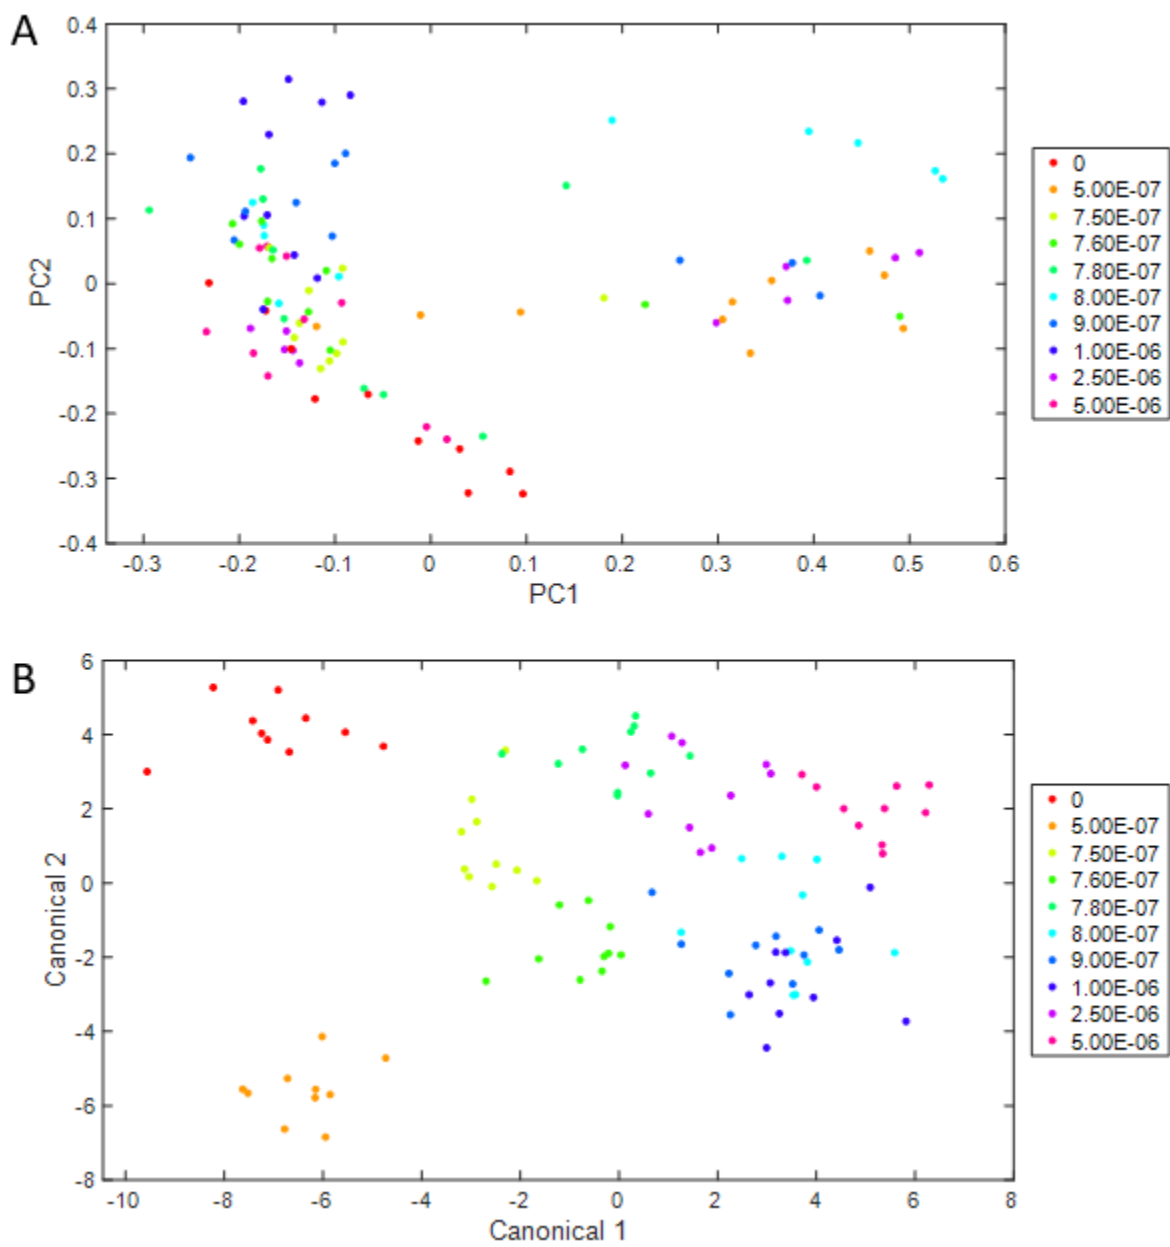 A
0.4
0.3
0.2
0.1
0
-0.1
-0.2
-0.3
-0.4
PC2
-0.3 -0.2 -0.1 0 0.1 0.2 0.3 0.4 0.5 0.6
PC1
0
5.00E-07
7.50E-07
7.60E-07
7.80E-07
8.00E-07
9.00E-07
1.00E-06
2.50E-06
5.00E-06
B
6
4
2
0
-2
-4
-6
-8
Canonical 2
-10 -8 -6 -4 -2 0 2 4 6 8
Canonical 1
0
5.00E-07
7.50E-07
7.60E-07
7.80E-07
8.00E-07
9.00E-07
1.00E-06
2.50E-06
5.00E-06